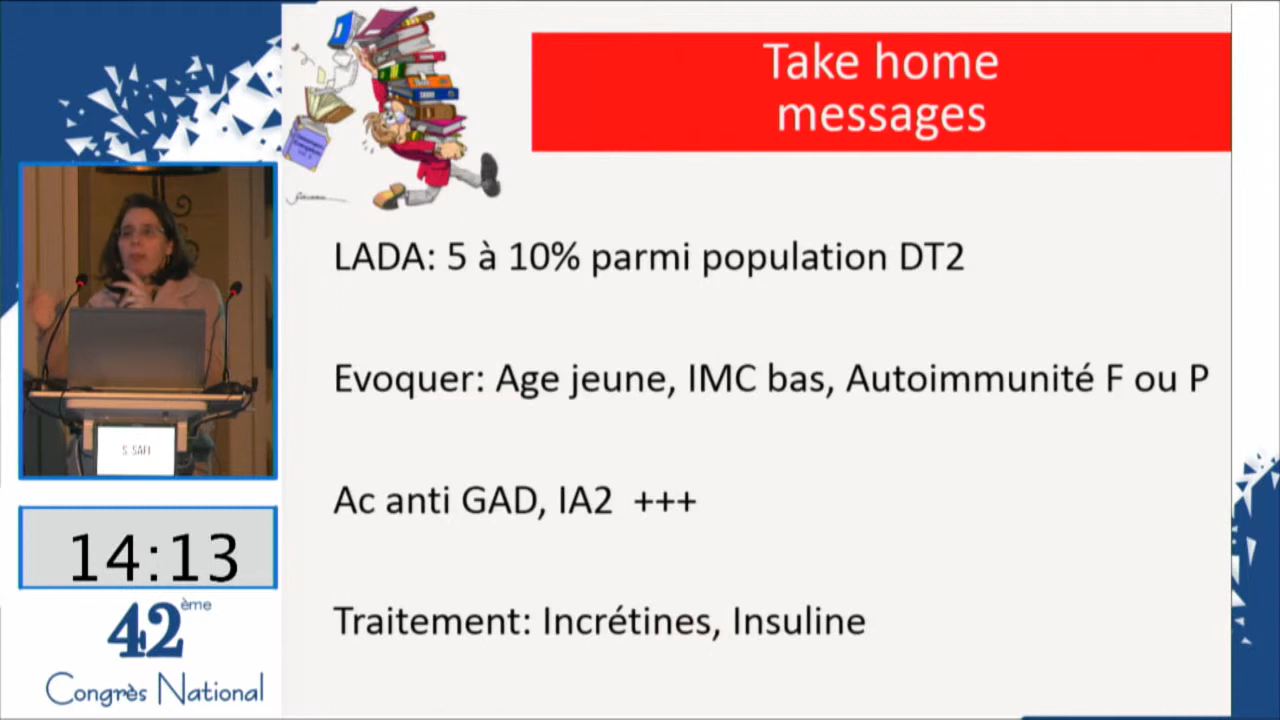 Take home
messages
LADA: 5 à 10% parmi population DT2
Evoquer: Age jeune, IMC bas, Autoimmunité F ou P
Ac anti GAD, IA2 +++
Traitement: Incrétines, Insuline
S. SAFI
14:13
42ème
Congrès National